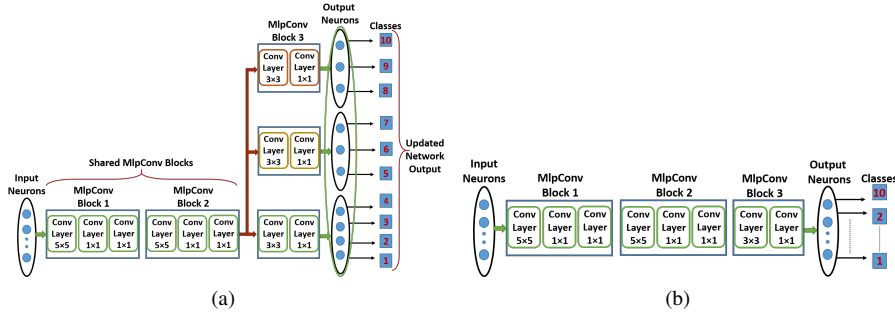 Output
Neurons
Classes
MlpConv
Block 3
10
9
8
Conv
Layer
3×3
Conv
Layer
1×1
7
6
5
Conv
Layer
3×3
Conv
Layer
1×1
Updated
Network
Output
Shared MlpConv Blocks
Input
Neurons
MlpConv
Block 1
MlpConv
Block 2
Conv
Layer
5×5
Conv
Layer
1×1
Conv
Layer
1×1
Conv
Layer
5×5
Conv
Layer
1×1
Conv
Layer
1×1
Conv
Layer
3×3
Conv
Layer
1×1
4
3
2
1
(a)
Input
Neurons
MlpConv
Block 1
MlpConv
Block 2
MlpConv
Block 3
Output
Neurons
Classes
Conv
Layer
5×5
Conv
Layer
1×1
Conv
Layer
1×1
Conv
Layer
5×5
Conv
Layer
1×1
Conv
Layer
1×1
Conv
Layer
3×3
Conv
Layer
1×1
10
2
1
(b)